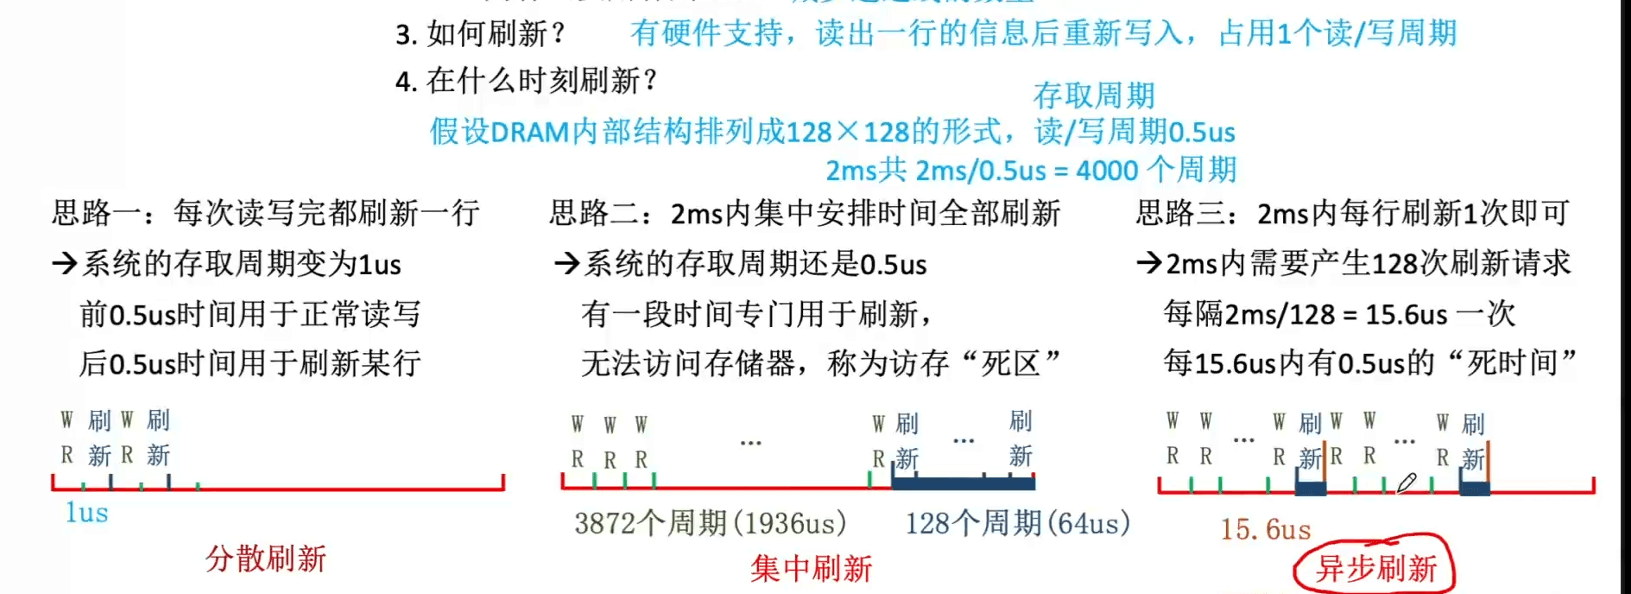 3. 如何刷新？ 有硬件支持，读出一行的信息后重新写入，占用1个读/写周期
4. 在什么时刻刷新？
存取周期
假设DRAM内部结构排列成128×128的形式，读/写周期0.5us
2ms共 2ms/0.5us = 4000 个周期
思路一：每次读写完都刷新一行
→系统的存取周期变为1us
前0.5us时间用于正常读写
后0.5us时间用于刷新某行
W 刷 W 刷
R 新 R 新
1us
分散刷新
思路二：2ms内集中安排时间全部刷新
→系统的存取周期还是0.5us
有一段时间专门用于刷新，
无法访问存储器，称为访存“死区”
W W W ... W 刷 ... 刷
R R R R 新 新
3872个周期(1936us) 128个周期(64us)
集中刷新
思路三：2ms内每行刷新1次即可
→2ms内需要产生128次刷新请求
每隔2ms/128 = 15.6us 一次
每15.6us内有0.5us的“死时间”
W W ... W 刷 W W ... W 刷
R R R 新 R R R 新
15.6us
异步刷新